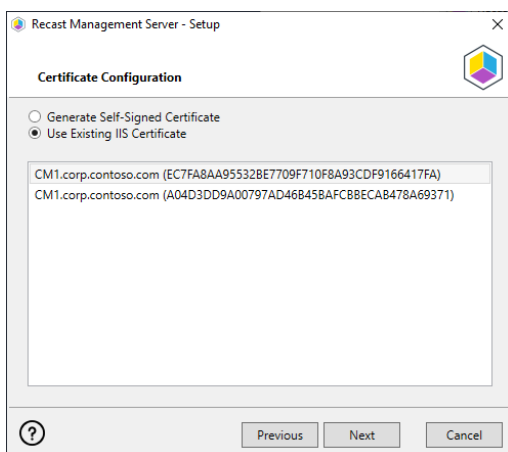 Recast Management Server - Setup
Certificate Configuration
Generate Self-Signed Certificate
Use Existing IIS Certificate
CM1.corp.contoso.com (EC7FA8AA95532BE7709F710F8A93CDF9166417FA)
CM1.corp.contoso.com (A04D3DD9A00797AD46B45BAFCBBECAB478A69371)
?
Previous Next Cancel